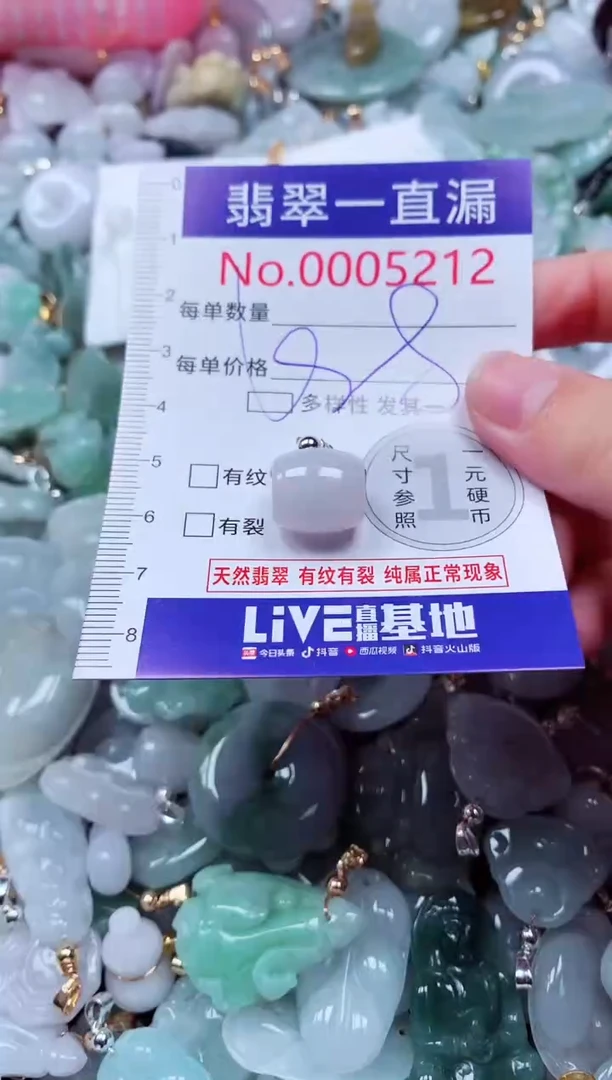 翡翠一直漏
No.0005212
每单数量
每单价格
多样性 发其一
有纹
有裂
尺寸参照
1
一元硬币
天然翡翠 有纹有裂 纯属正常现象
LiVE直播基地
头条 今日头条 抖音 西瓜视频 抖音火山版
0
1
2
3
4
5
6
7
8